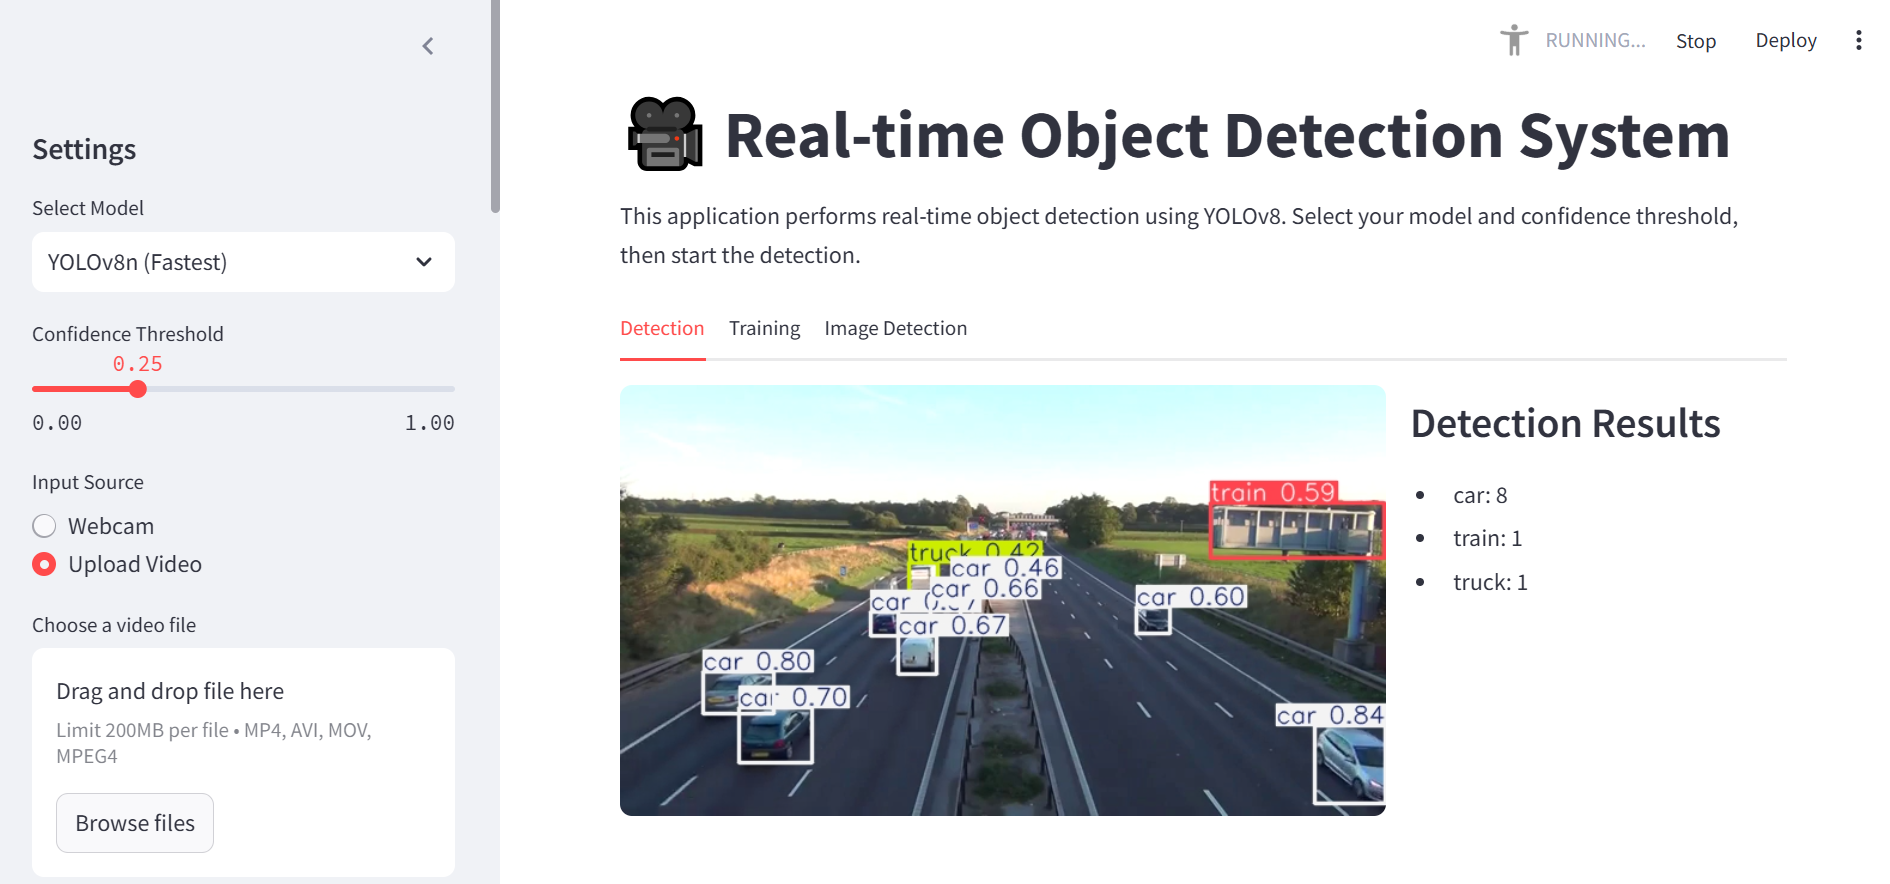 RUNNING...
Stop
Deploy
Settings
Select Model
YOLOv8n (Fastest)
Confidence Threshold
0.25
0.00
1.00
Input Source
Webcam
Upload Video
Choose a video file
Drag and drop file here
Limit 200MB per file • MP4, AVI, MOV,
MPEG4
Browse files
Real-time Object Detection System
This application performs real-time object detection using YOLOv8. Select your model and confidence threshold,
then start the detection.
Detection
Training
Image Detection
train 0.59
truck 0.42
car 0.46
car 0.66
car
car 0.67
car 0.60
car 0.80
car 0.70
car 0.84
Detection Results
• car: 8
• train: 1
• truck: 1